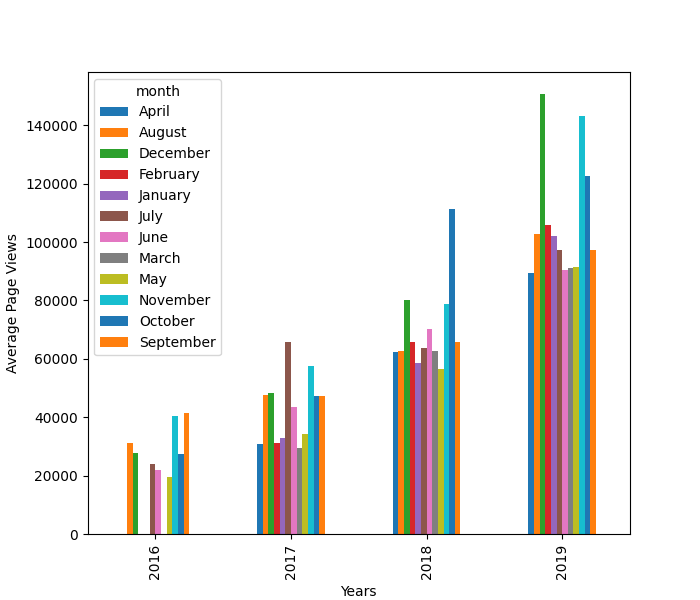 month
April
August
December
February
January
July
June
March
May
November
October
September
140000
120000
100000
80000
60000
40000
20000
0
Average Page Views
2016
2017
2018
2019
Years